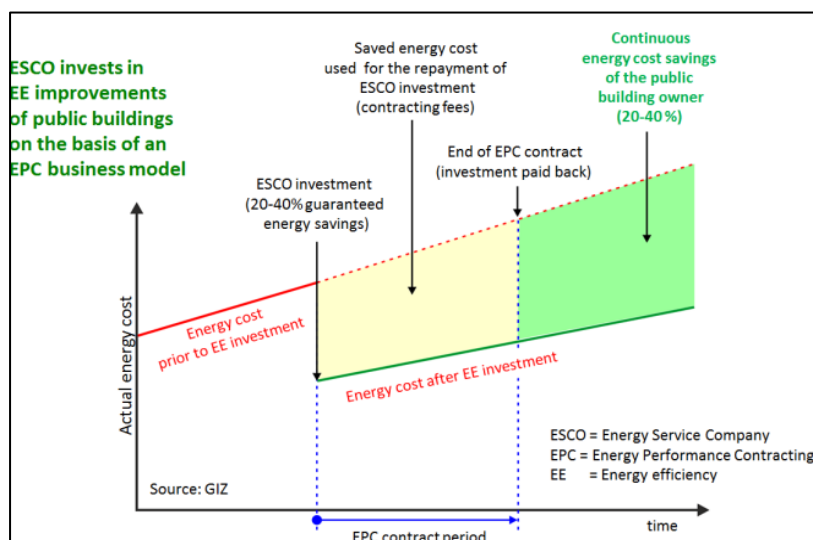 ESCO invests in
EE improvements
of public buildings
on the basis of an
EPC business model
Saved energy cost
used for the repayment of
ESCO investment
(contracting fees)
Continuous
energy cost savings
of the public
building owner
(20-40 %)
ESCO investment
(20-40% guaranteed
energy savings)
End of EPC contract
(investment paid back)
Actual energy cost
Energy cost
prior to EE investment
Energy cost after EE investment
ESCO = Energy Service Company
EPC = Energy Performance Contracting
EE = Energy efficiency
Source: GIZ
time
EPC contract period